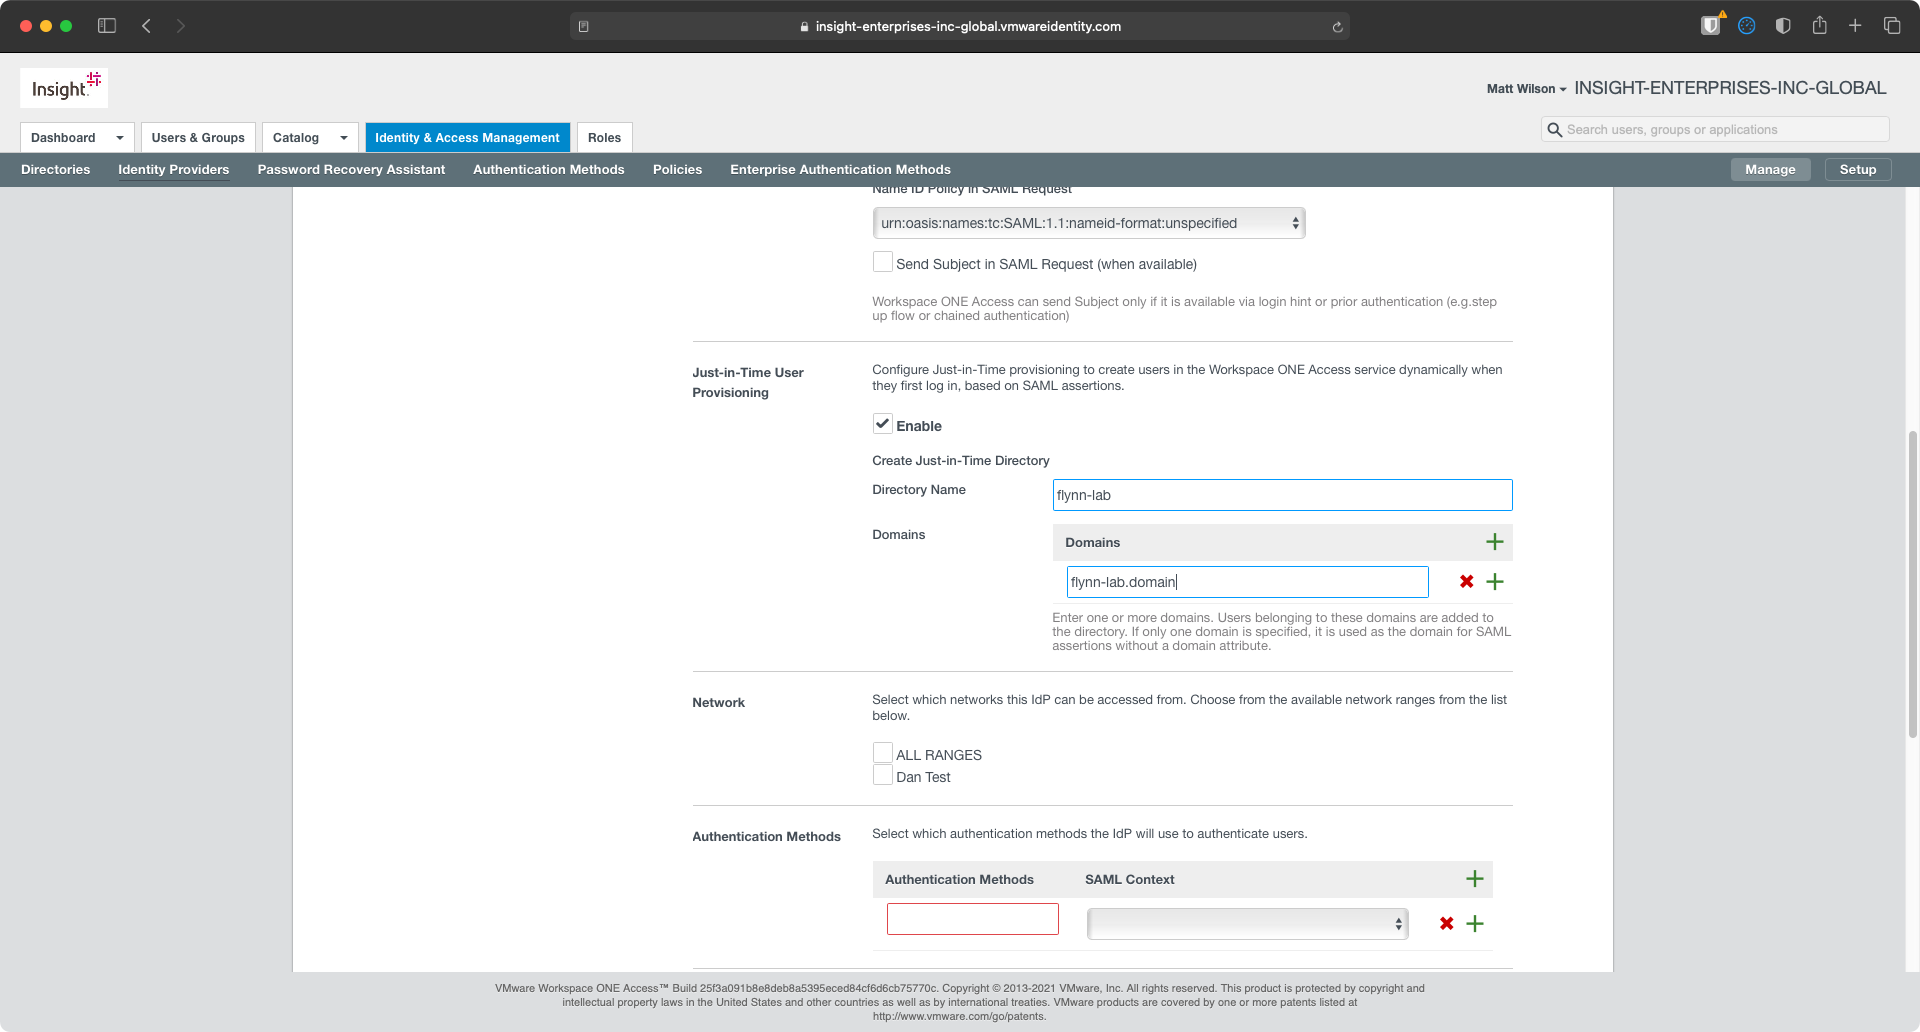 insight-enterprises-inc-global.vmwareidentity.com
Insight.
Matt Wilson INSIGHT-ENTERPRISES-INC-GLOBAL
Dashboard Users & Groups Catalog Identity & Access Management Roles
Search users, groups or applications
Directories Identity Providers Password Recovery Assistant Authentication Methods Policies Enterprise Authentication Methods Manage Setup
Name ID Policy in SAML Request
urn:oasis:names:tc:SAML:1.1:nameid-format:unspecified
Send Subject in SAML Request (when available)
Workspace ONE Access can send Subject only if it is available via login hint or prior authentication (e.g.step
up flow or chained authentication)
Just-in-Time User
Provisioning
Configure Just-in-Time provisioning to create users in the Workspace ONE Access service dynamically when
they first log in, based on SAML assertions.
Enable
Create Just-in-Time Directory
Directory Name
flynn-lab
Domains
Domains
flynn-lab.domain
Enter one or more domains. Users belonging to these domains are added to
the directory. If only one domain is specified, it is used as the domain for SAML
assertions without a domain attribute.
Network
Select which networks this IdP can be accessed from. Choose from the available network ranges from the list
below.
ALL RANGES
Dan Test
Authentication Methods
Select which authentication methods the IdP will use to authenticate users.
Authentication Methods SAML Context
VMware Workspace ONE Access™ Build 25f3a091b8e8deb8a5395eced84cf6d6cb75770c. Copyright © 2013-2021 VMware, Inc. All rights reserved. This product is protected by copyright and
intellectual property laws in the United States and other countries as well as by international treaties. VMware products are covered by one or more patents listed at
http://www.vmware.com/go/patents.